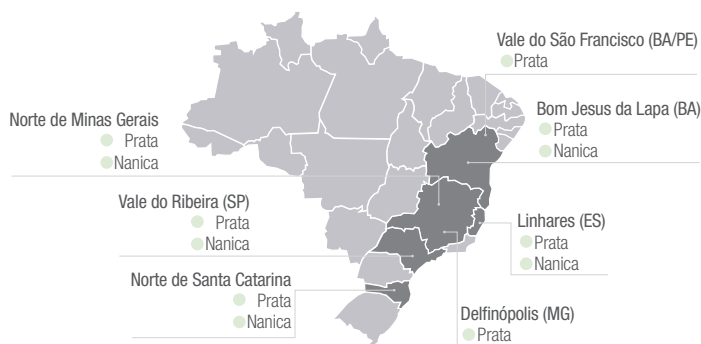 Vale do São Francisco (BA/PE)
Prata
Bom Jesus da Lapa (BA)
Prata
Nanica
Norte de Minas Gerais
Prata
Nanica
Vale do Ribeira (SP)
Prata
Nanica
Linhares (ES)
Prata
Nanica
Norte de Santa Catarina
Prata
Nanica
Delfinópolis (MG)
Prata